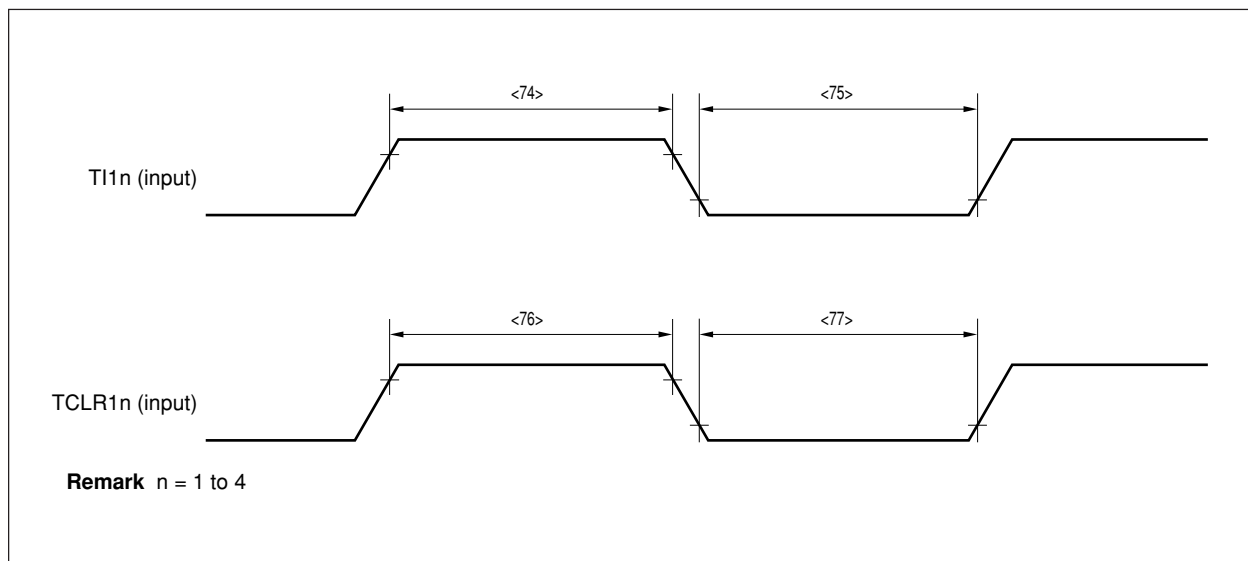 <74> <75>
TI1n (input)
<76> <77>
TCLR1n (input)
Remark n = 1 to 4